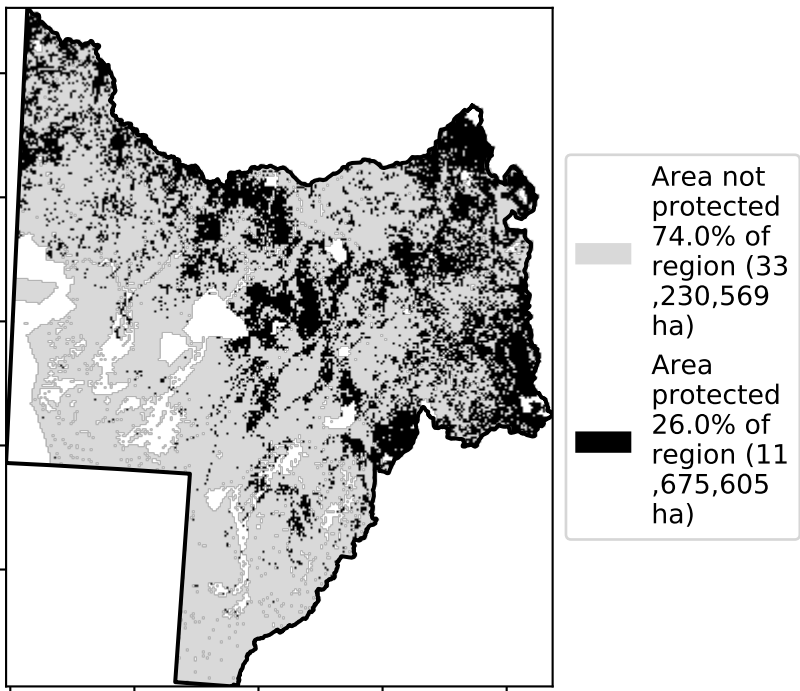 Area not
protected
74.0% of
region (33
,230,569
ha)
Area
protected
26.0% of
region (11
,675,605
ha)